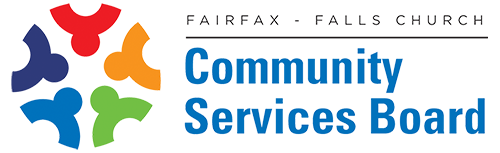 FAIRFAX - FALLS CHURCH
Community
Services Board